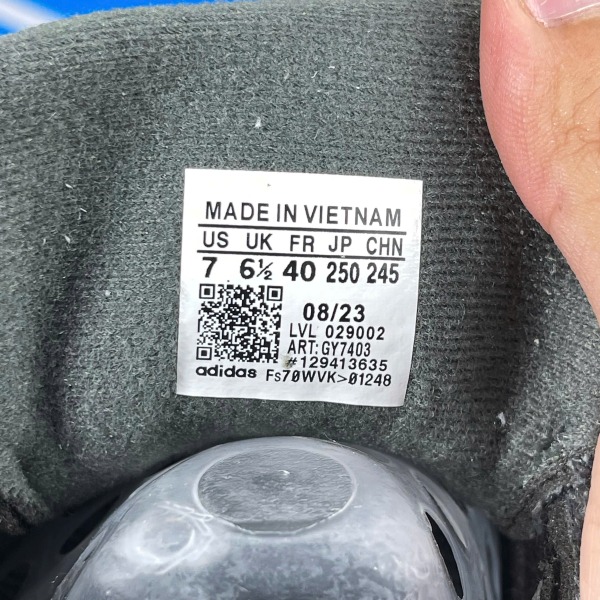 MADE IN VIETNAM
US UK FR JP CHN
7 6½ 40 250 245
08/23
LVL 029002
ART: GY7403
#129413635
adidas Fs70WVK>01248